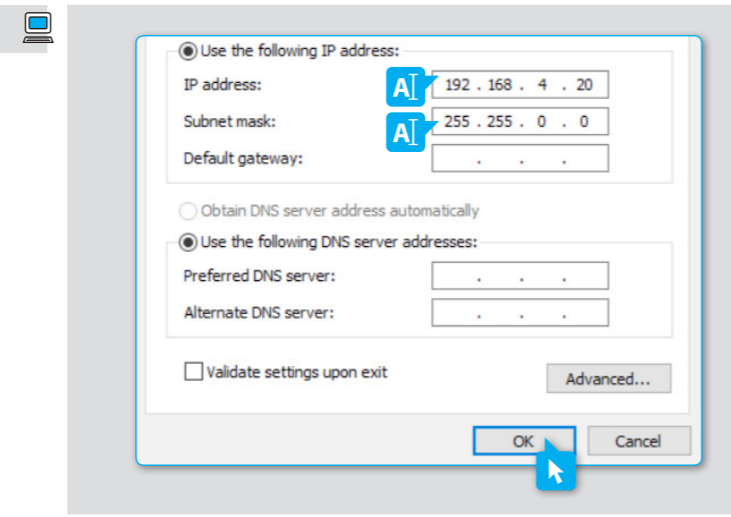 Use the following IP address:
IP address: 192 . 168 . 4 . 20
Subnet mask: 255 . 255 . 0 . 0
Default gateway: . . .
Obtain DNS server address automatically
Use the following DNS server addresses:
Preferred DNS server: . . .
Alternate DNS server: . . .
Validate settings upon exit
Advanced...
OK Cancel
A
A